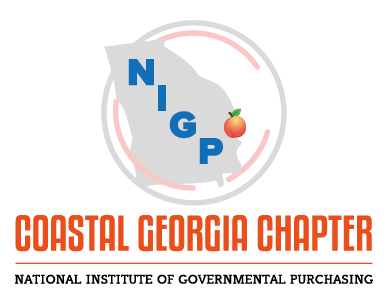 NIGP
COASTAL GEORGIA CHAPTER
NATIONAL INSTITUTE OF GOVERNMENTAL PURCHASING